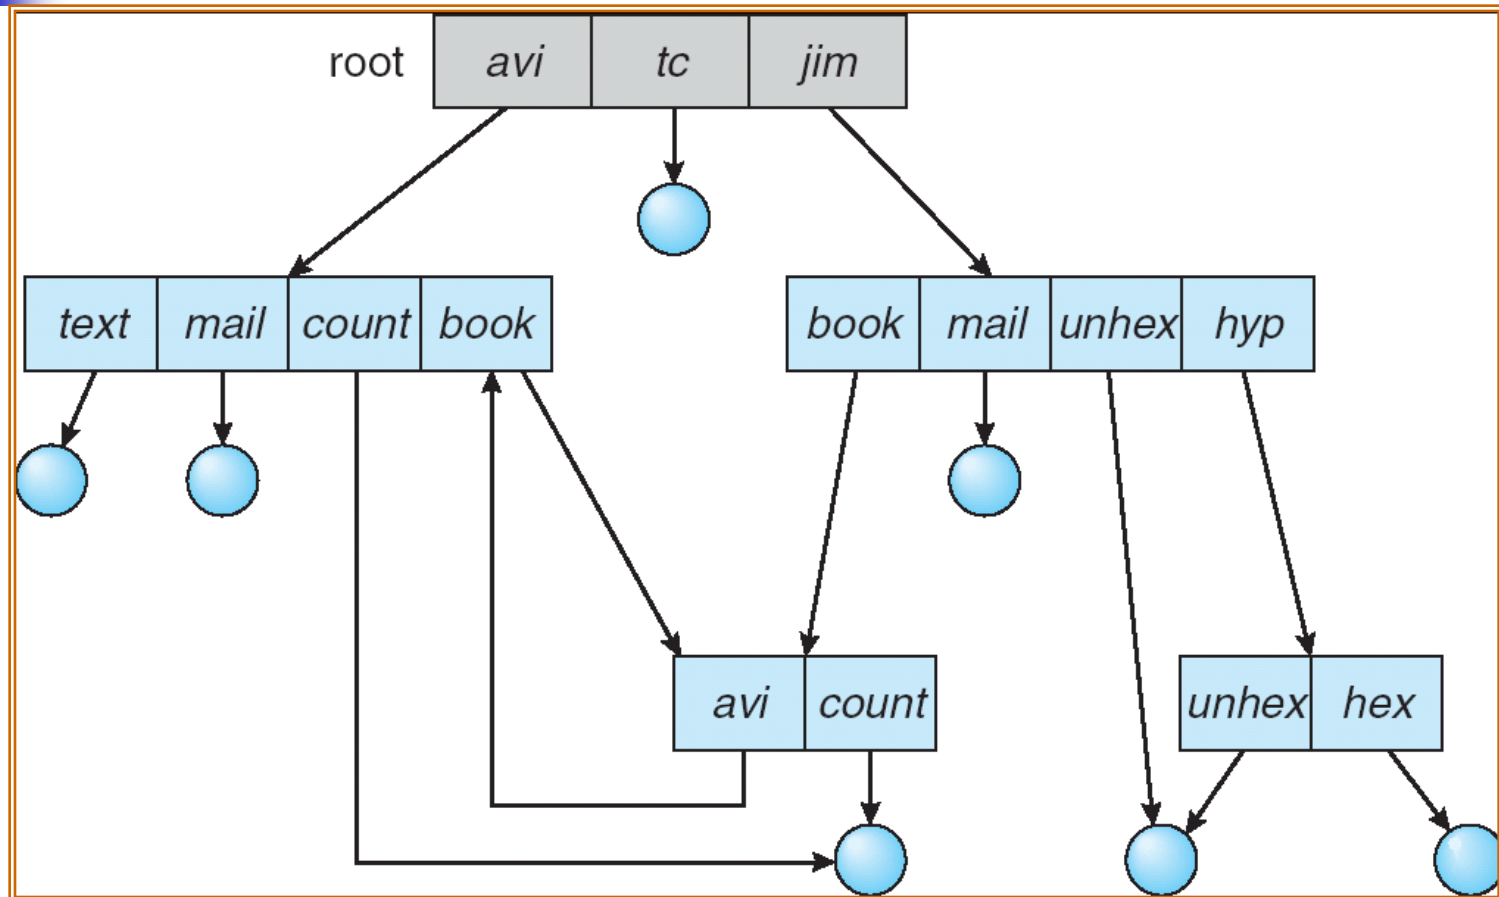 root avi tc jim
text mail count book book mail unhex hyp
avi count unhex hex